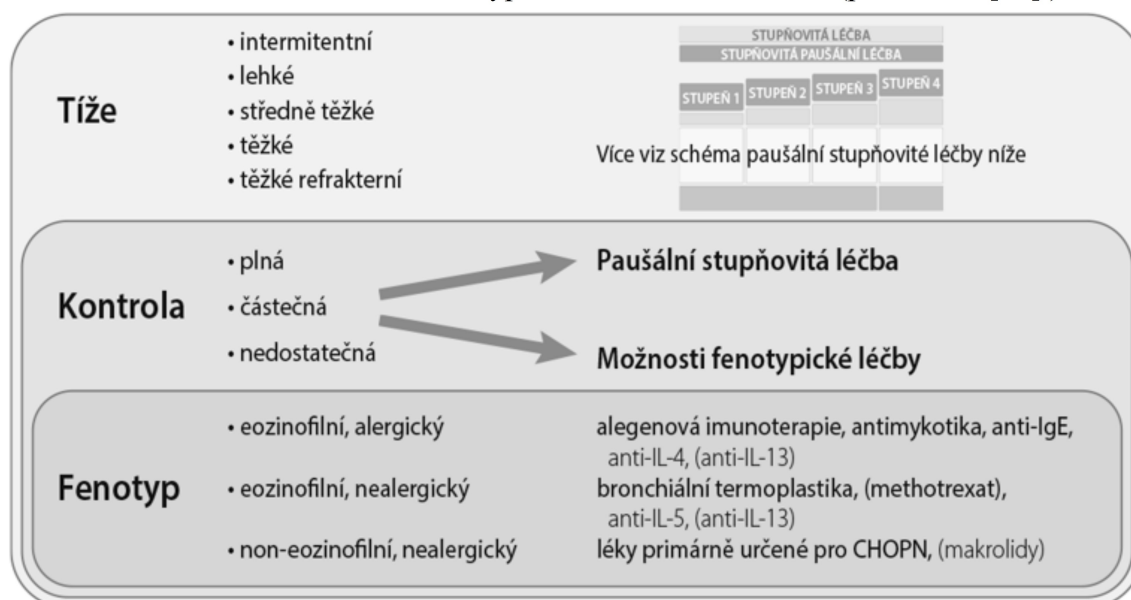 • intermitentní
• lehké
• středně těžké
• těžké
• těžké refrakterní
Tíže
STUPŇOVITÁ LÉČBA
STUPŇOVITÁ PAUŠÁLNÍ LÉČBA
STUPEŇ 1 STUPEŇ 2 STUPEŇ 3 STUPEŇ 4
Více viz schéma paušální stupňovité léčby níže
Kontrola
• plná
• částečná
• nedostatečná
Paušální stupňovitá léčba
Možnosti fenotypické léčby
Fenotyp
• eozinofilní, alergický
alegenová imunoterapie, antimykotika, anti-IgE,
anti-IL-4, (anti-IL-13)
• eozinofilní, nealergický
bronchiální termoplastika, (methotrexat),
anti-IL-5, (anti-IL-13)
• non-eozinofilní, nealergický
léky primárně určené pro CHOPN, (makrolidy)